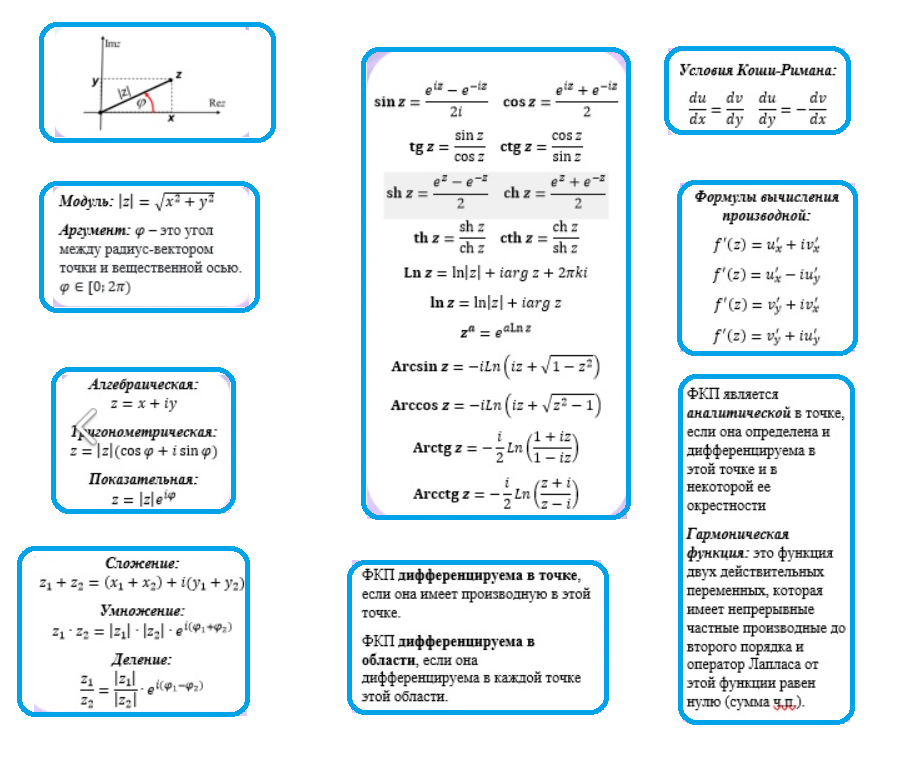 Imz
y
z
|z|
φ
Rez
x
Модуль: |z| = √(x² + y²)
Аргумент: φ – это угол
между радиус-вектором
точки и вещественной осью.
φ ∈ [0; 2π)
Алгебраическая:
z = x + iy
Тригонометрическая:
z = |z|(cos φ + i sin φ)
Показательная:
z = |z|e^{iφ}
Сложение:
z₁ + z₂ = (x₁ + x₂) + i(y₁ + y₂)
Умножение:
z₁ · z₂ = |z₁| · |z₂| · e^{i(φ₁+φ₂)}
Деление:
z₁/z₂ = |z₁|/|z₂| · e^{i(φ₁−φ₂)}
sin z = (e^{iz} − e^{−iz})/2i cos z = (e^{iz} + e^{−iz})/2
tg z = sin z/cos z ctg z = cos z/sin z
sh z = (e^z − e^{−z})/2 ch z = (e^z + e^{−z})/2
th z = sh z/ch z cth z = ch z/sh z
Ln z = ln|z| + iarg z + 2πki
ln z = ln|z| + iarg z
z^a = e^{aLn z}
Arcsin z = −iLn(iz + √(1 − z²))
Arccos z = −iLn(iz + √(z² − 1))
Arctg z = −i/2 Ln((1 + iz)/(1 − iz))
Arcctg z = −i/2 Ln((z + i)/(z − i))
ФКП дифференцируема в точке,
если она имеет производную в этой
точке.
ФКП дифференцируема в
области, если она
дифференцируема в каждой точке
этой области.
Условия Коши-Римана:
du/dx = dv/dy du/dy = −dv/dx
Формулы вычисления
производной:
f′(z) = u′ₓ + iv′ₓ
f′(z) = u′ₓ − iu′ᵧ
f′(z) = v′ᵧ + iv′ₓ
f′(z) = v′ᵧ + iu′ᵧ
ФКП является
аналитической в точке,
если она определена и
дифференцируема в
этой точке и в
некоторой ее
окрестности
Гармоническая
функция: это функция
двух действительных
переменных, которая
имеет непрерывные
частные производные до
второго порядка и
оператор Лапласа от
этой функции равен
нулю (сумма ч.п.).